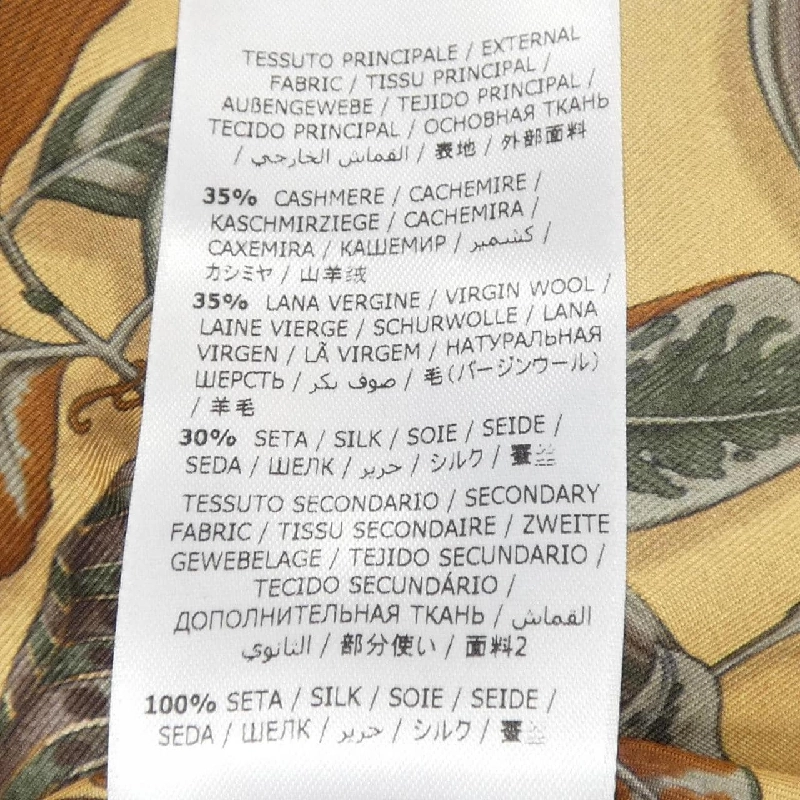 TESSUTO PRINCIPALE / EXTERNAL
FABRIC / TISSU PRINCIPAL /
AUßENGEWEBE / TEJIDO PRINCIPAL /
TECIDO PRINCIPAL / ОСНОВНАЯ ТКАНЬ
/ القماش الخارجي / 表地 / 外部面料
35% CASHMERE / CACHEMIRE /
KASCHMIRZIEGE / CACHEMIRA /
CAXEMIRA / КАШЕМИР / كشمير /
カシミヤ / 山羊绒
35% LANA VERGINE / VIRGIN WOOL /
LAINE VIERGE / SCHURWOLLE / LANA
VIRGEN / LÃ VIRGEM / НАТУРАЛЬНАЯ
ШЕРСТЬ / صوف بكر / 毛(バージンウール)
/ 羊毛
30% SETA / SILK / SOIE / SEIDE /
SEDA / ШЕЛК / حرير / シルク /
TESSUTO SECONDARIO / SECONDARY
FABRIC / TISSU SECONDAIRE / ZWEITE
GEWEBELAGE / TEJIDO SECUNDARIO /
TECIDO SECUNDÁRIO /
ДОПОЛНИТЕЛЬНАЯ ТКАНЬ / القماش
الثانوي / 部分使い / 面料2
100% SETA / SILK / SOIE / SEIDE /
SEDA / ШЕЛК / حرير / シルク /